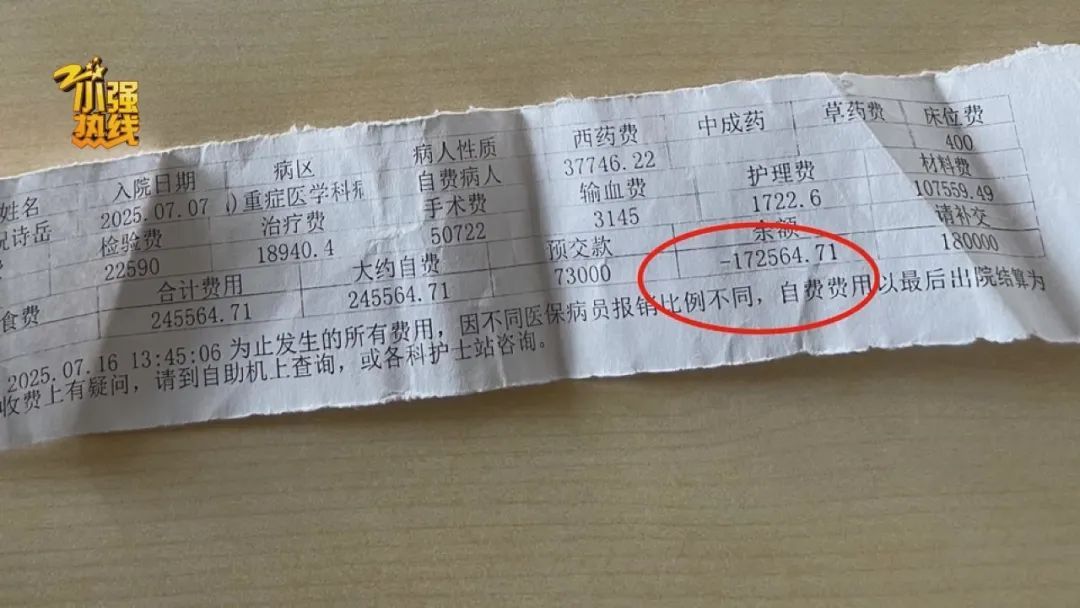 小强热线
姓名 入院日期 病区 病人性质 西药费 中成药 草药费 床位费
诗岳 2025.07.07 重症医学科病 自费病人 37746.22 400
检验费 治疗费 手术费 输血费 护理费 材料费
22590 18940.4 50722 3145 1722.6 107559.49
食费 合计费用 大约自费 预交款 余额 请补交
245564.71 245564.71 73000 -172564.71 180000
2025.07.16 13:45:06 为止发生的所有费用，因不同医保病员报销比例不同，自费费用以最后出院结算为
收费上有疑问，请到自助机上查询，或各科护士站咨询。